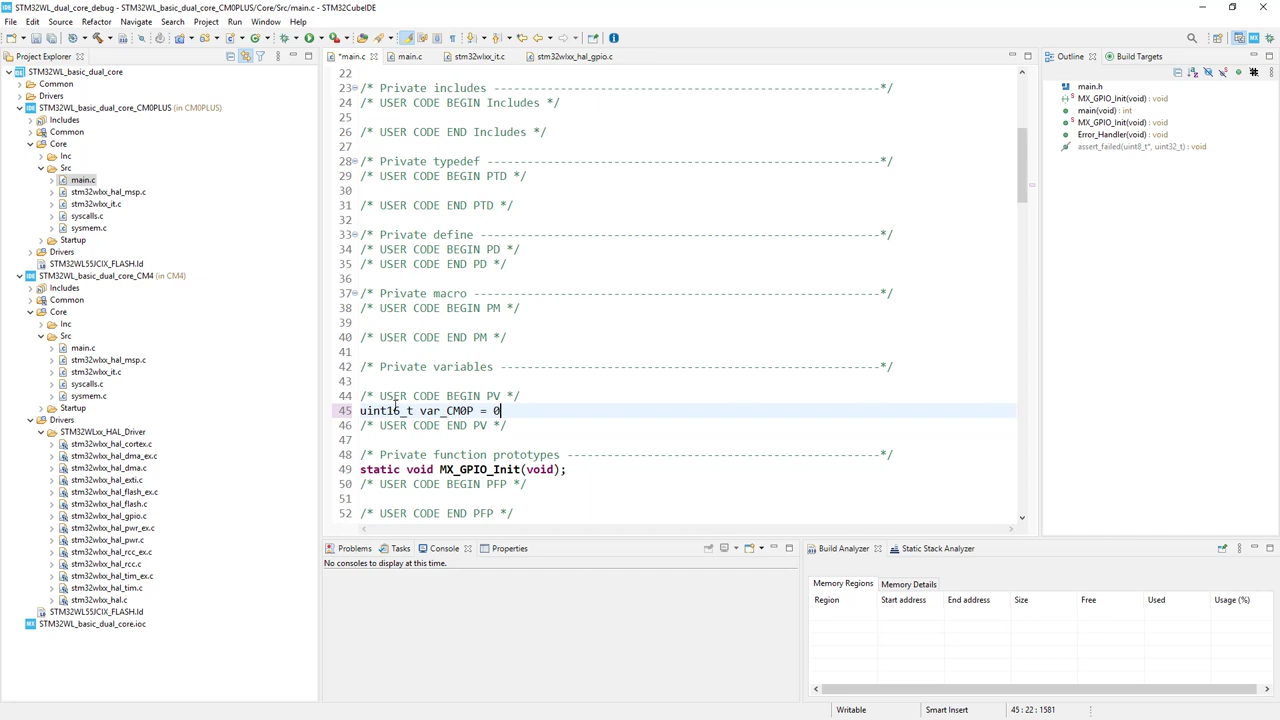 STM32WL_dual_core_debug - STM32WL_basic_dual_core_CM0PLUS/Core/Src/main.c - STM32CubeIDE
File Edit Source Refactor Navigate Search Project Run Window Help
Project Explorer
STM32WL_basic_dual_core
Common
Drivers
STM32WL_basic_dual_core_CM0PLUS (in CM0PLUS)
Includes
Common
Core
Inc
Src
main.c
stm32wlxx_hal_msp.c
stm32wlxx_it.c
syscalls.c
sysmem.c
Startup
Drivers
STM32WL55JCIX_FLASH.ld
STM32WL_basic_dual_core_CM4 (in CM4)
Includes
Common
Core
Inc
Src
main.c
stm32wlxx_hal_msp.c
stm32wlxx_it.c
syscalls.c
sysmem.c
Startup
Drivers
STM32WLxx_HAL_Driver
stm32wlxx_hal_cortex.c
stm32wlxx_hal_dma_ex.c
stm32wlxx_hal_dma.c
stm32wlxx_hal_exti.c
stm32wlxx_hal_flash_ex.c
stm32wlxx_hal_flash.c
stm32wlxx_hal_gpio.c
stm32wlxx_hal_pwr_ex.c
stm32wlxx_hal_pwr.c
stm32wlxx_hal_rcc_ex.c
stm32wlxx_hal_rcc.c
stm32wlxx_hal_tim_ex.c
stm32wlxx_hal_tim.c
stm32wlxx_hal.c
STM32WL55JCIX_FLASH.ld
STM32WL_basic_dual_core.ioc
*main.c main.c stm32wlxx_it.c stm32wlxx_hal_gpio.c
22
23 /* Private includes ----------------------------------------------------------*/
24 /* USER CODE BEGIN Includes */
25
26 /* USER CODE END Includes */
27
28 /* Private typedef -----------------------------------------------------------*/
29 /* USER CODE BEGIN PTD */
30
31 /* USER CODE END PTD */
32
33 /* Private define ------------------------------------------------------------*/
34 /* USER CODE BEGIN PD */
35 /* USER CODE END PD */
36
37 /* Private macro -------------------------------------------------------------*/
38 /* USER CODE BEGIN PM */
39
40 /* USER CODE END PM */
41
42 /* Private variables ---------------------------------------------------------*/
43
44 /* USER CODE BEGIN PV */
45 uint16_t var_CM0P = 0
46 /* USER CODE END PV */
47
48 /* Private function prototypes -----------------------------------------------*/
49 static void MX_GPIO_Init(void);
50 /* USER CODE BEGIN PFP */
51
52 /* USER CODE END PFP */
Outline Build Targets
main.h
MX_GPIO_Init(void) : void
main(void) : int
MX_GPIO_Init(void) : void
Error_Handler(void) : void
assert_failed(uint8_t*, uint32_t) : void
Problems Tasks Console Properties
No consoles to display at this time.
Build Analyzer Static Stack Analyzer
Memory Regions Memory Details
Region Start address End address Size Free Used Usage (%)
Writable Smart Insert 45 : 22 : 1581